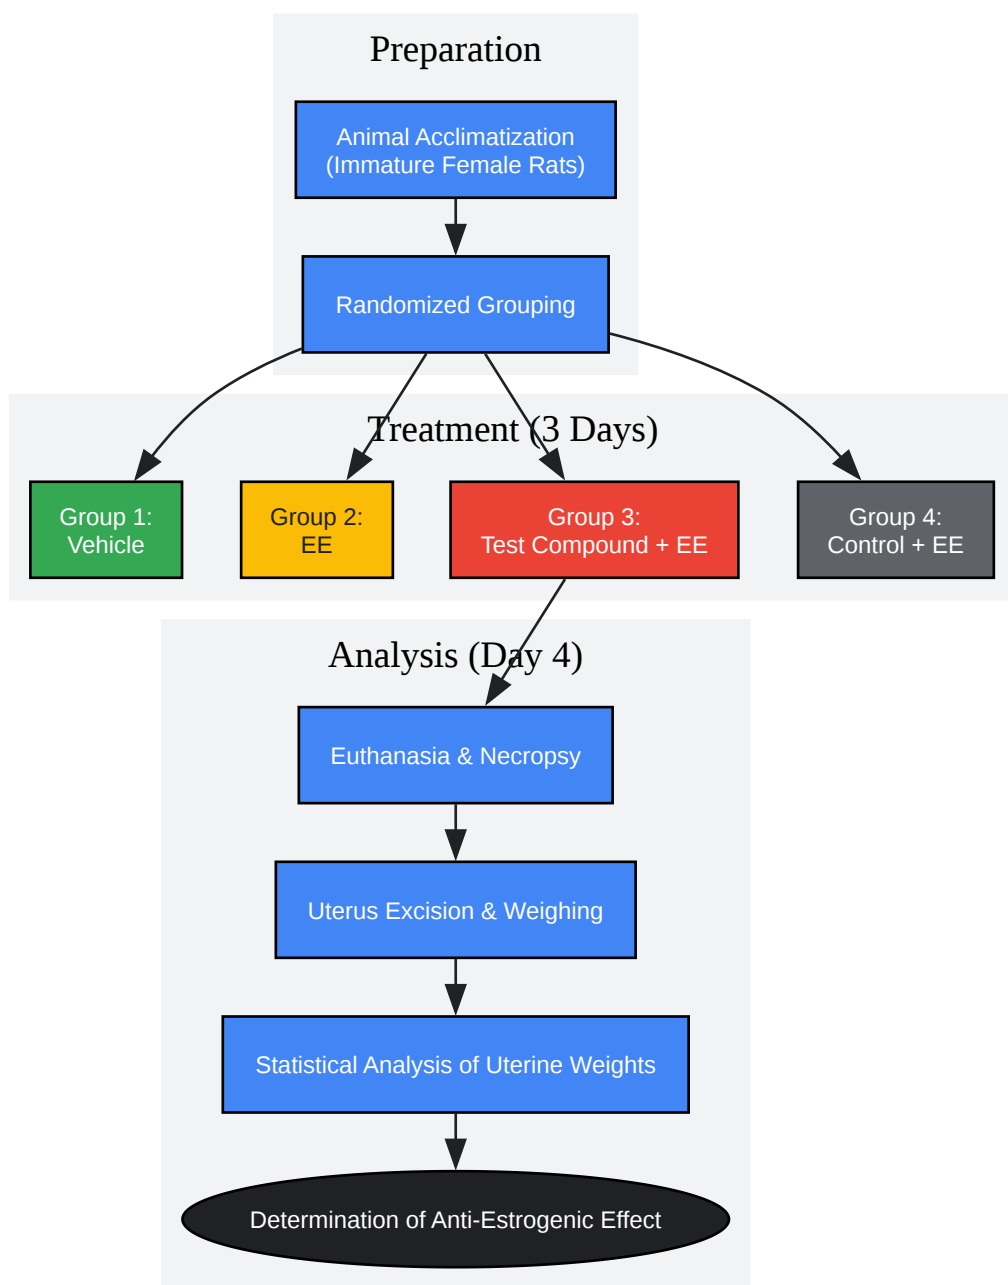 Preparation
Animal Acclimatization
(Immature Female Rats)
Randomized Grouping
Treatment (3 Days)
Group 1:
Vehicle
Group 2:
EE
Group 3:
Test Compound + EE
Group 4:
Control + EE
Analysis (Day 4)
Euthanasia & Necropsy
Uterus Excision & Weighing
Statistical Analysis of Uterine Weights
Determination of Anti-Estrogenic Effect